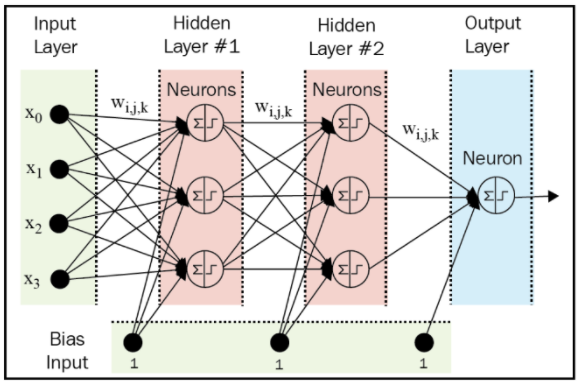 Input Layer
Hidden Layer #1
Hidden Layer #2
Output Layer
Neurons
Neurons
Neuron
x0
x1
x2
x3
wi,j,k
wi,j,k
wi,j,k
Σ
Σ
Σ
Σ
Σ
Σ
Σ
Bias Input
1
1
1